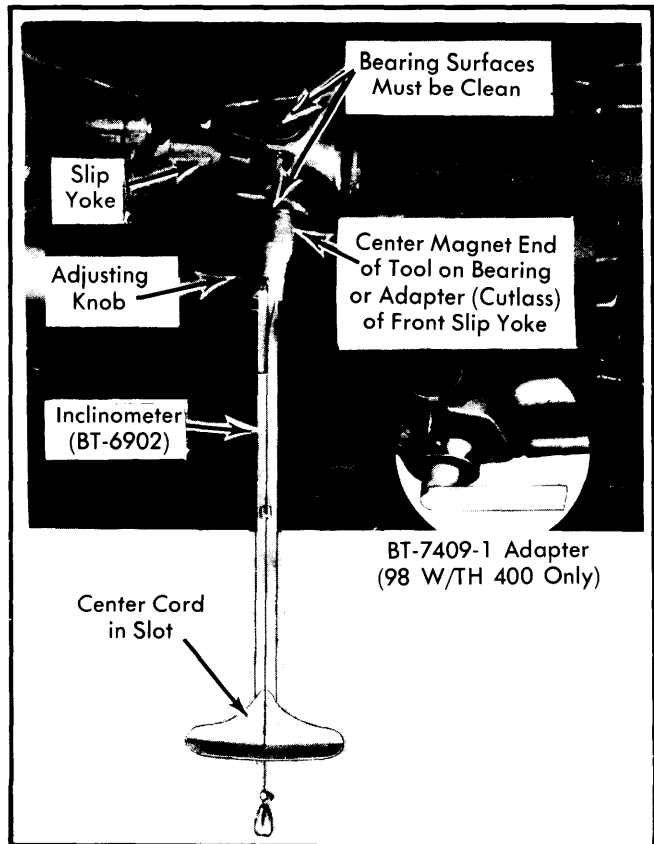 Bearing Surfaces
Must be Clean
Slip
Yoke
Center Magnet End
of Tool on Bearing
or Adapter (Cutlass)
of Front Slip Yoke
Adjusting
Knob
Inclinometer
(BT-6902)
BT-7409-1 Adapter
(98 W/TH 400 Only)
Center Cord
in Slot